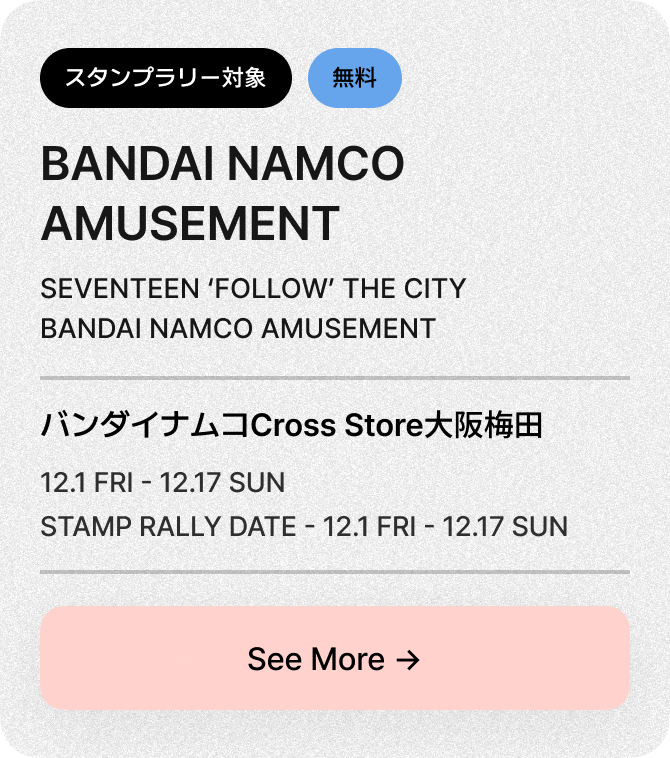 スタンプラリー対象
無料
BANDAI NAMCO
AMUSEMENT
SEVENTEEN ‘FOLLOW’ THE CITY
BANDAI NAMCO AMUSEMENT
バンダイナムコCross Store大阪梅田
12.1 FRI - 12.17 SUN
STAMP RALLY DATE - 12.1 FRI - 12.17 SUN
See More →